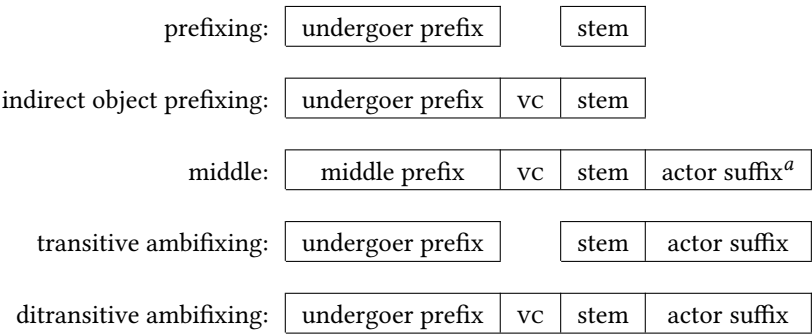 prefixing: undergoer prefix stem
indirect object prefixing: undergoer prefix VC stem
middle: middle prefix VC stem actor suffixᵃ
transitive ambifixing: undergoer prefix stem actor suffix
ditransitive ambifixing: undergoer prefix VC stem actor suffix